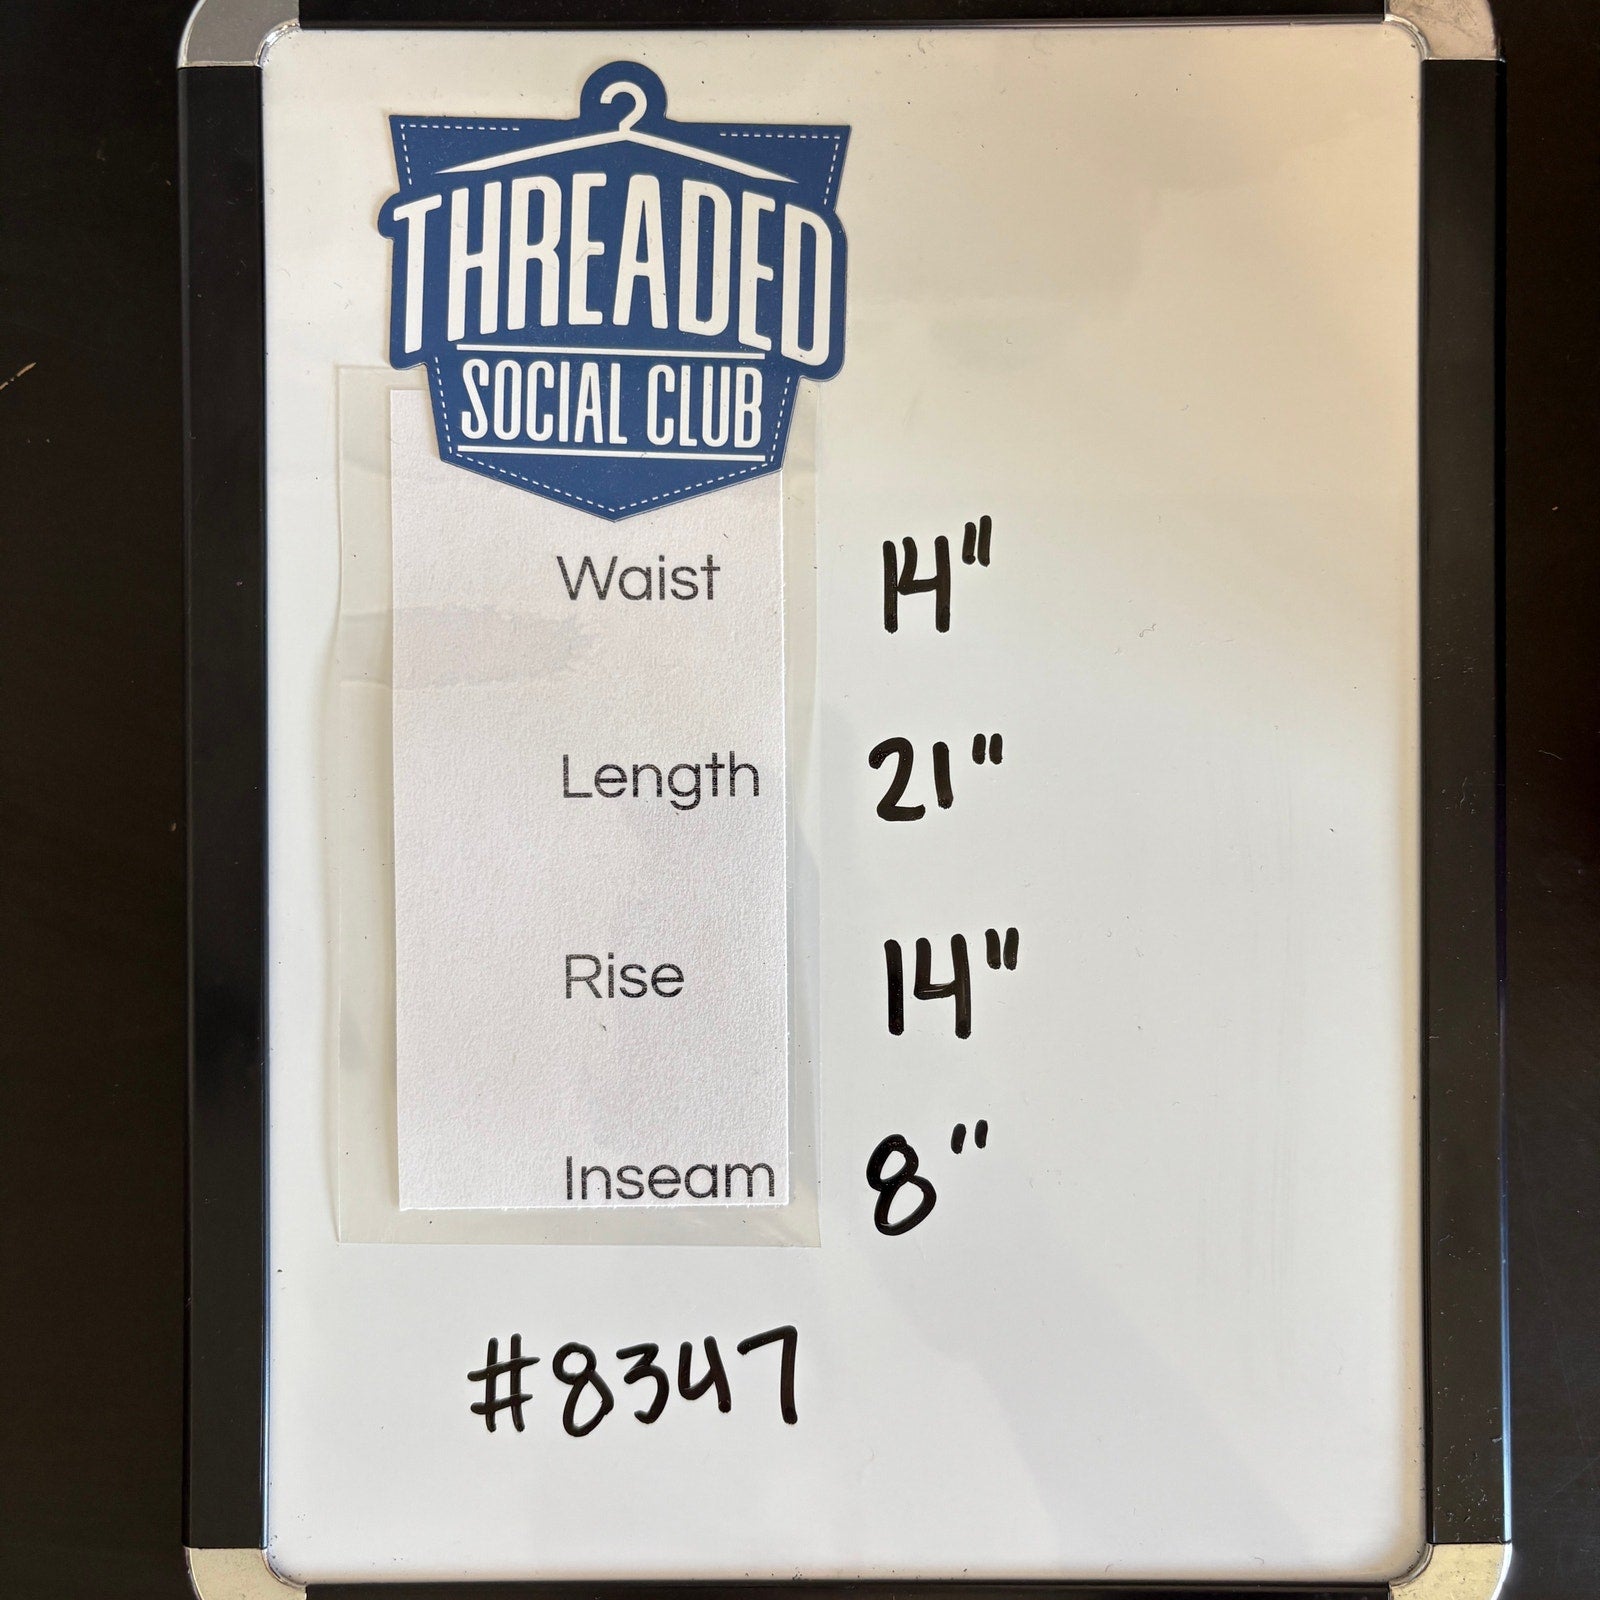 THREADED
SOCIAL CLUB
Waist 14"
Length 21"
Rise 14"
Inseam 8"
#8347